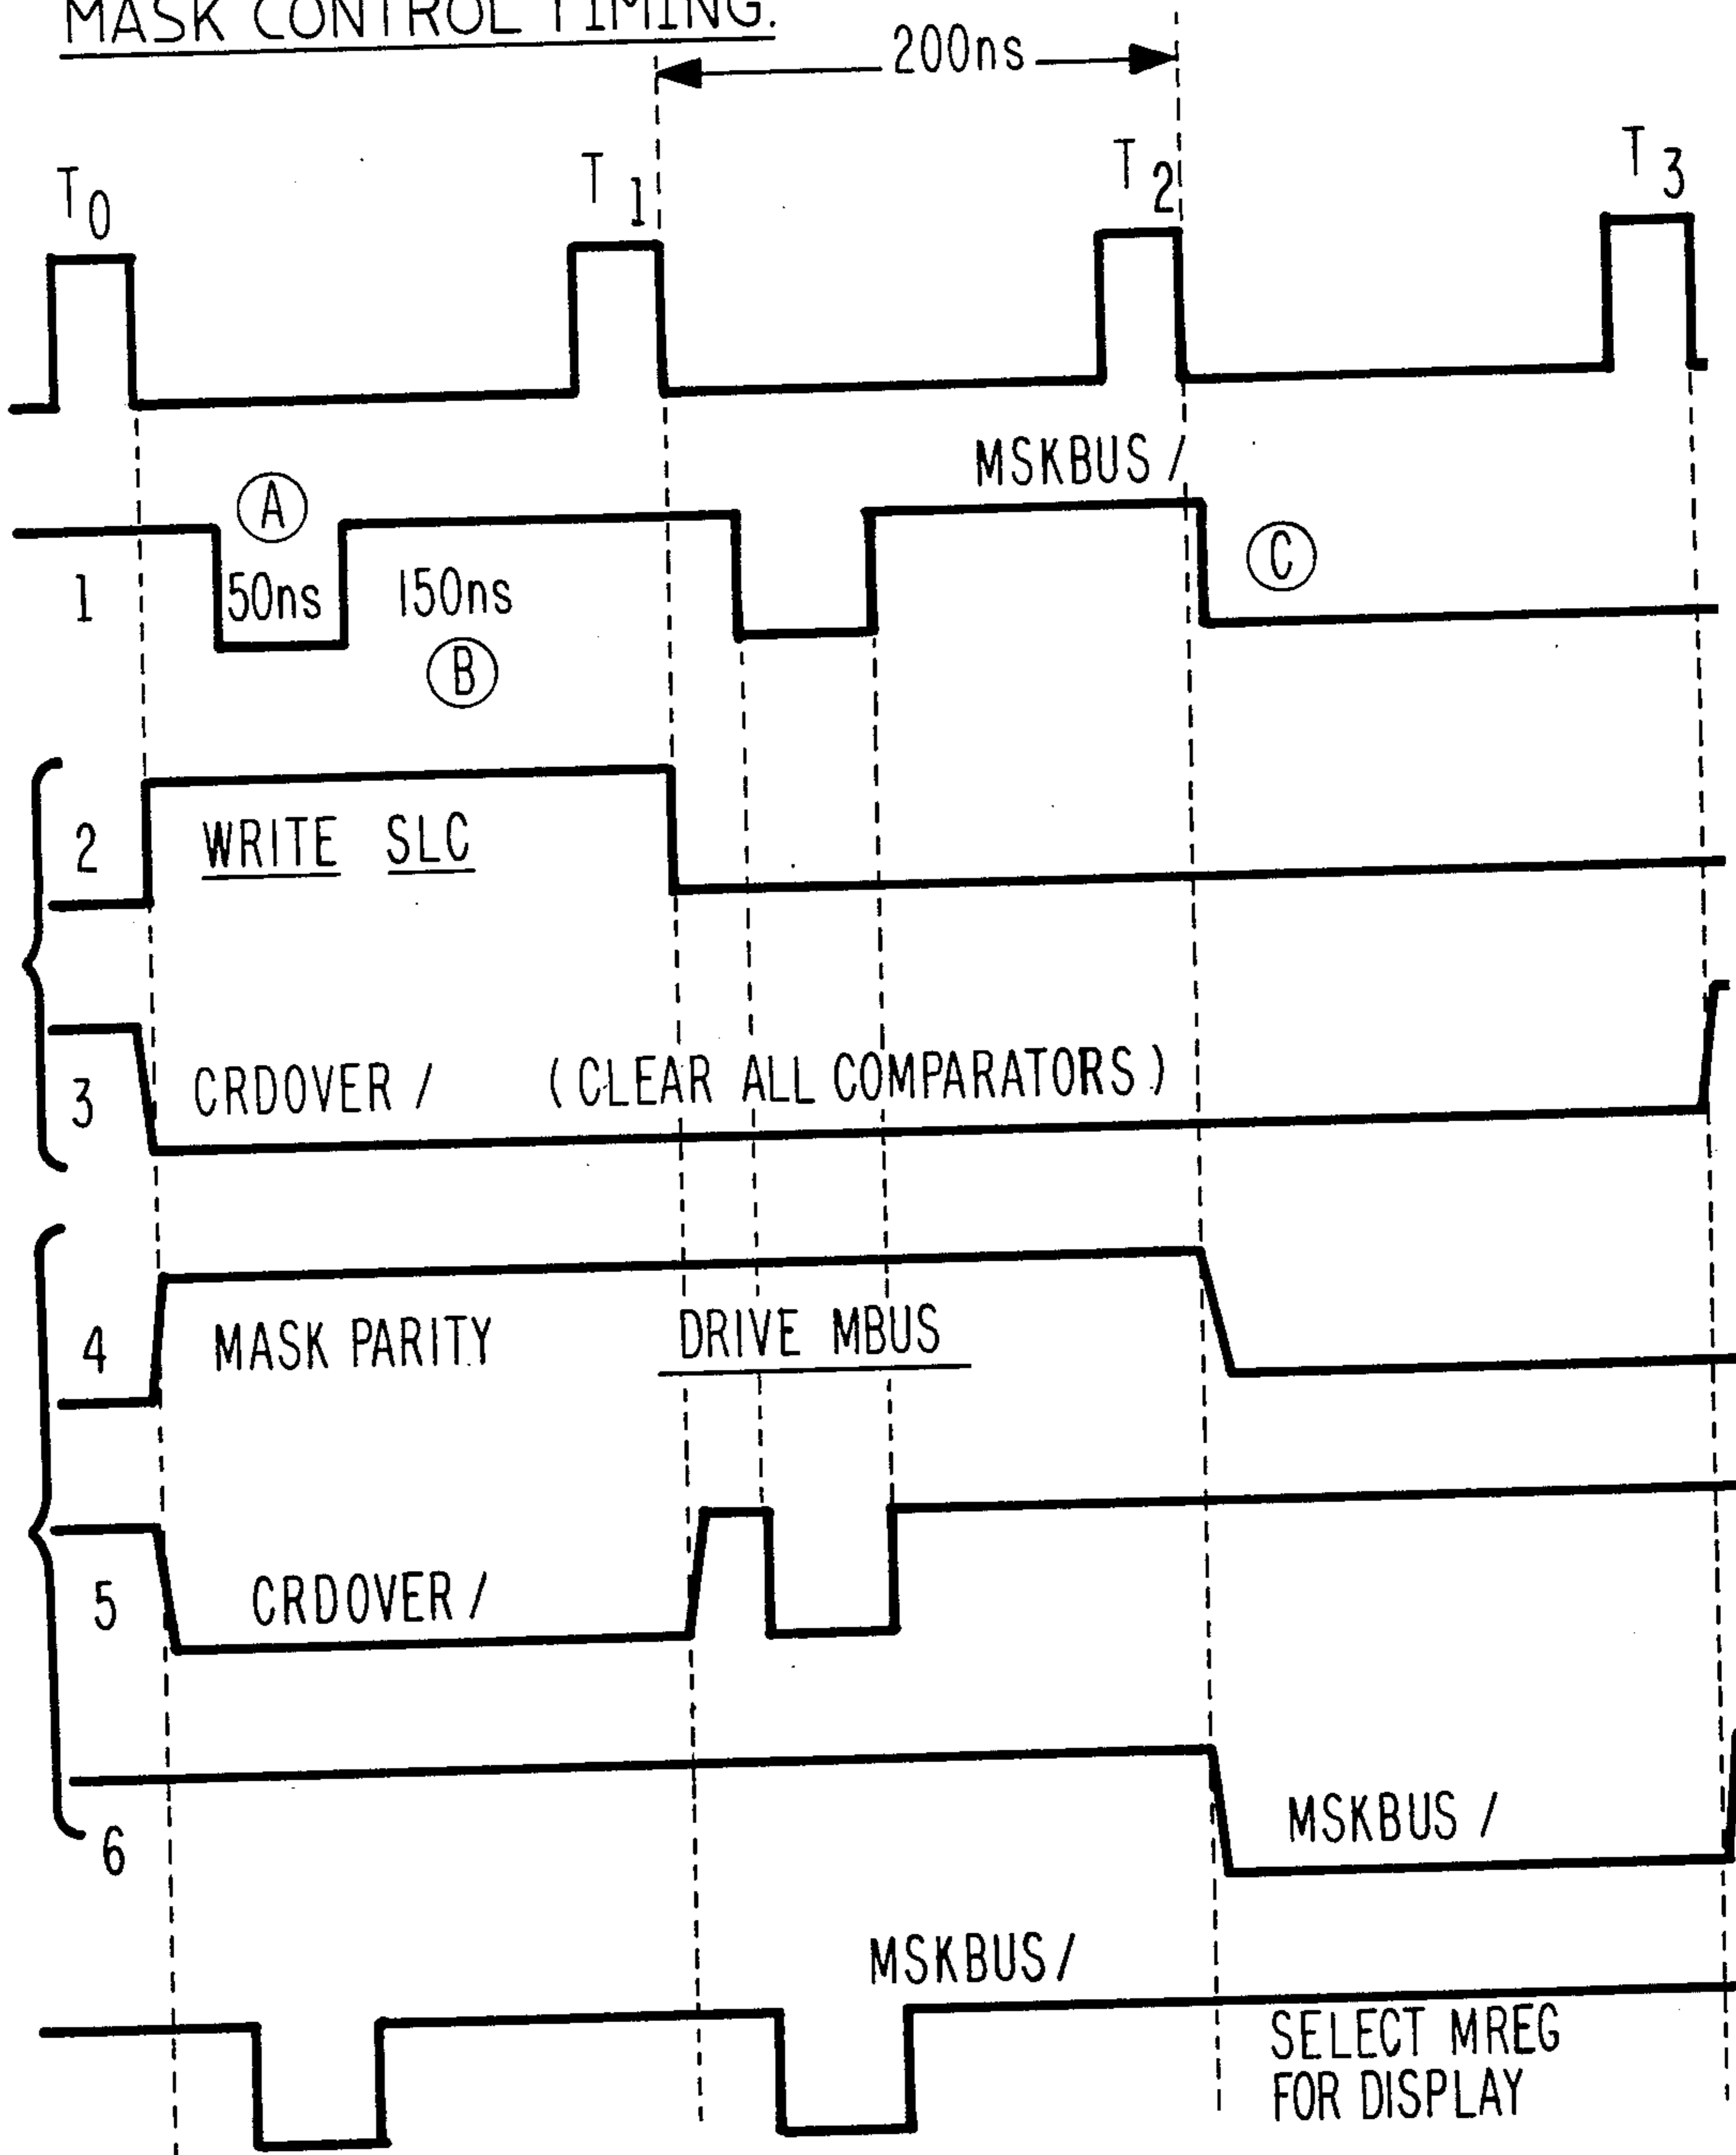 MASK CONTROL TIMING.
200ns
T0 T1 T2 T3
MSKBUS /
A C
1 50ns 150ns
B
2 WRITE SLC
3 CRDOVER / (CLEAR ALL COMPARATORS)
4 MASK PARITY DRIVE MBUS
5 CRDOVER /
6 MSKBUS /
MSKBUS /
SELECT MREG
FOR DISPLAY